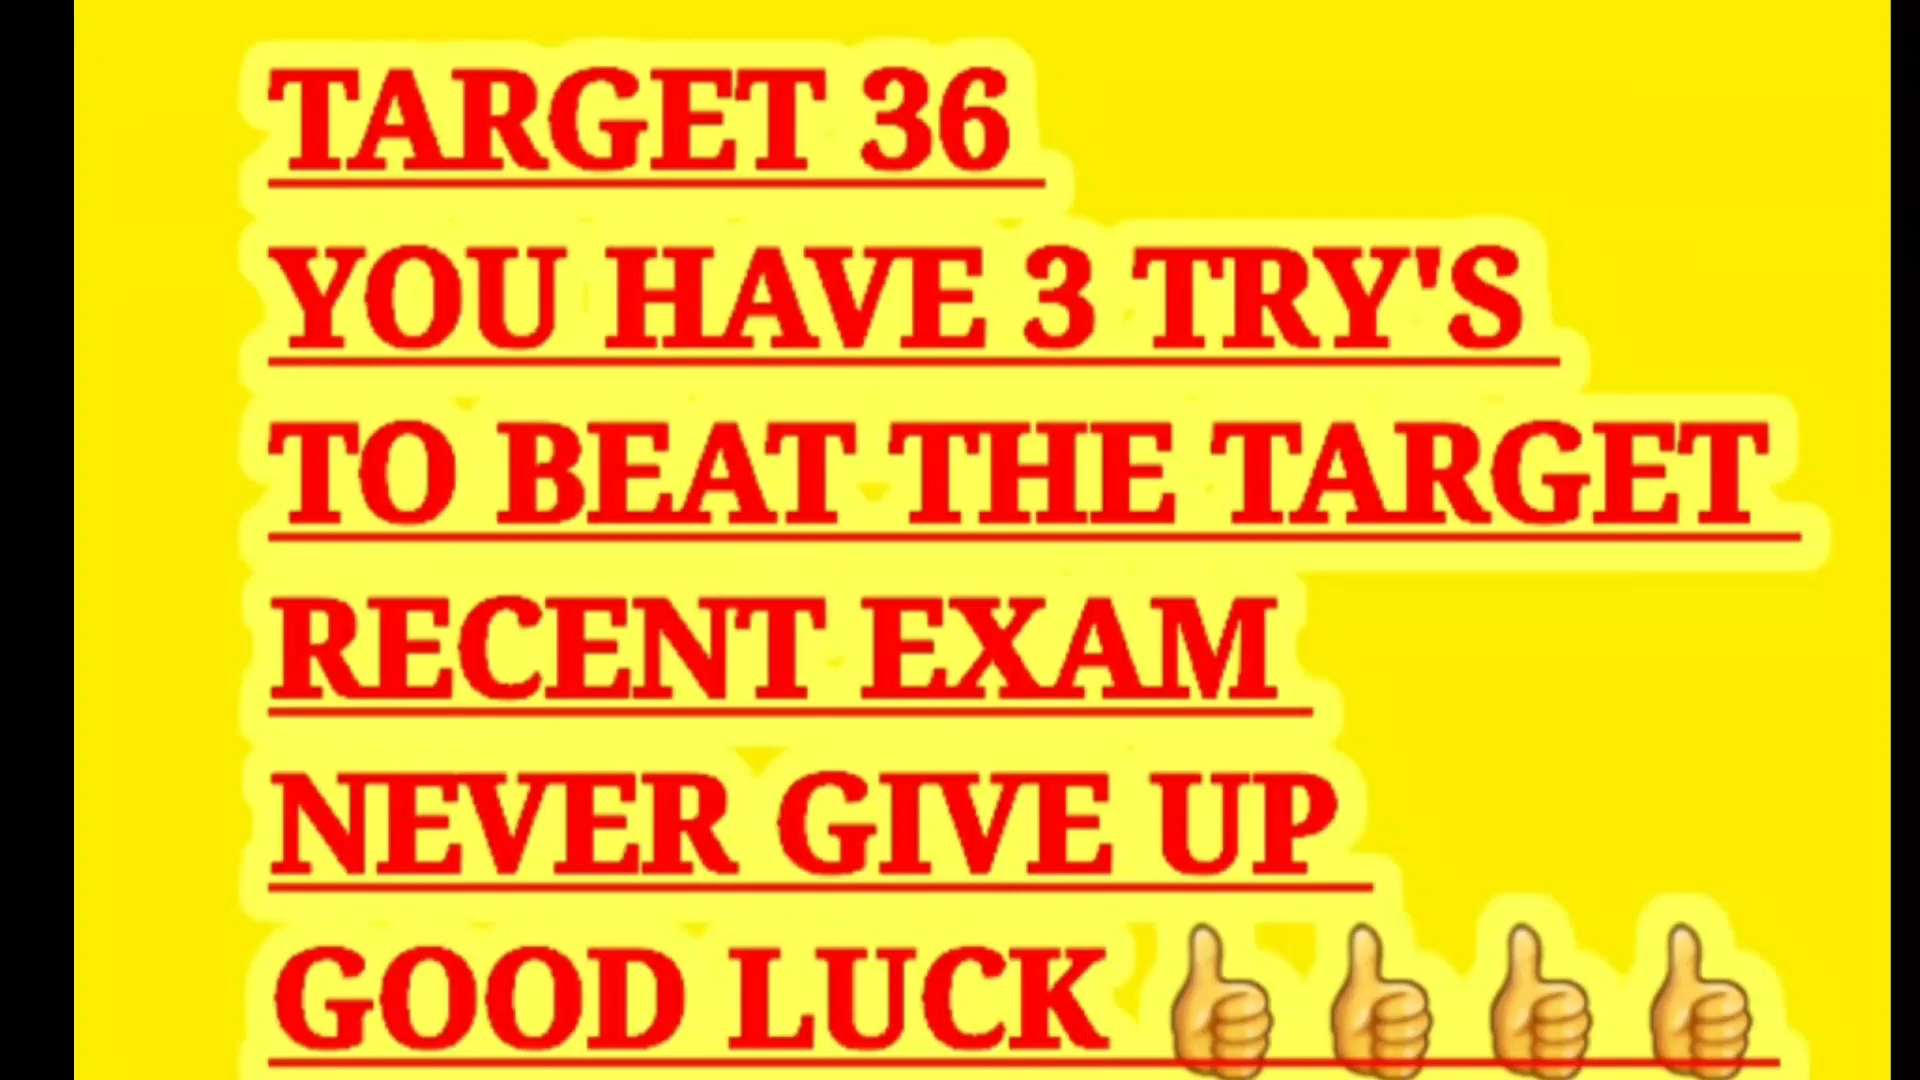 TARGET 36
YOU HAVE 3 TRY'S
TO BEAT THE TARGET
RECENT EXAM
NEVER GIVE UP
GOOD LUCK 👍 👍 👍 👍